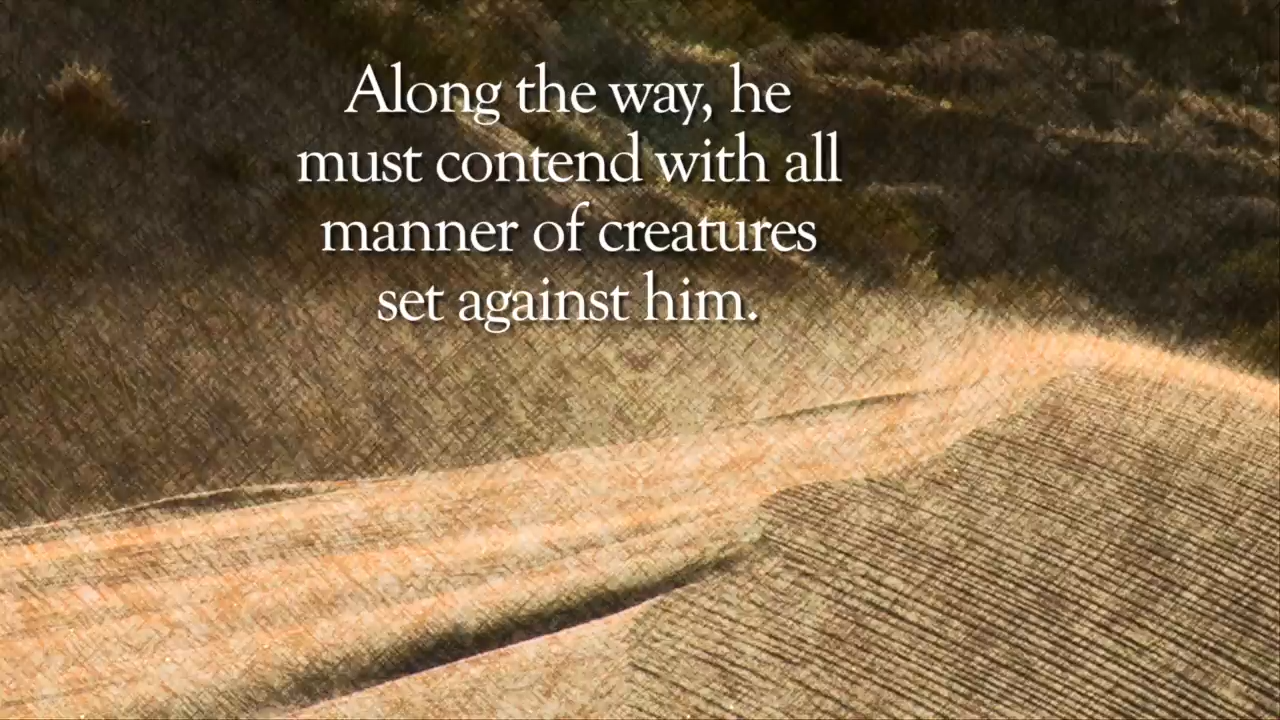 Along the way, he
must contend with all
manner of creatures
set against him.